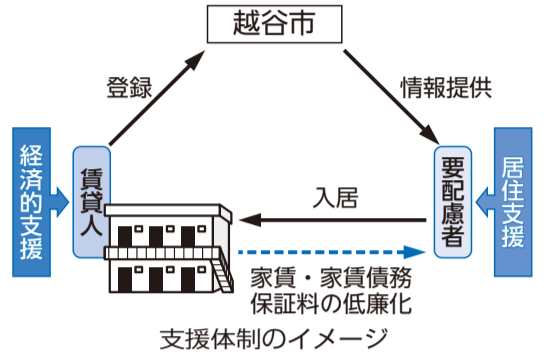 越谷市
登録
情報提供
経済的支援
賃貸人
要配慮者
居住支援
入居
家賃・家賃債務
保証料の低廉化
支援体制のイメージ